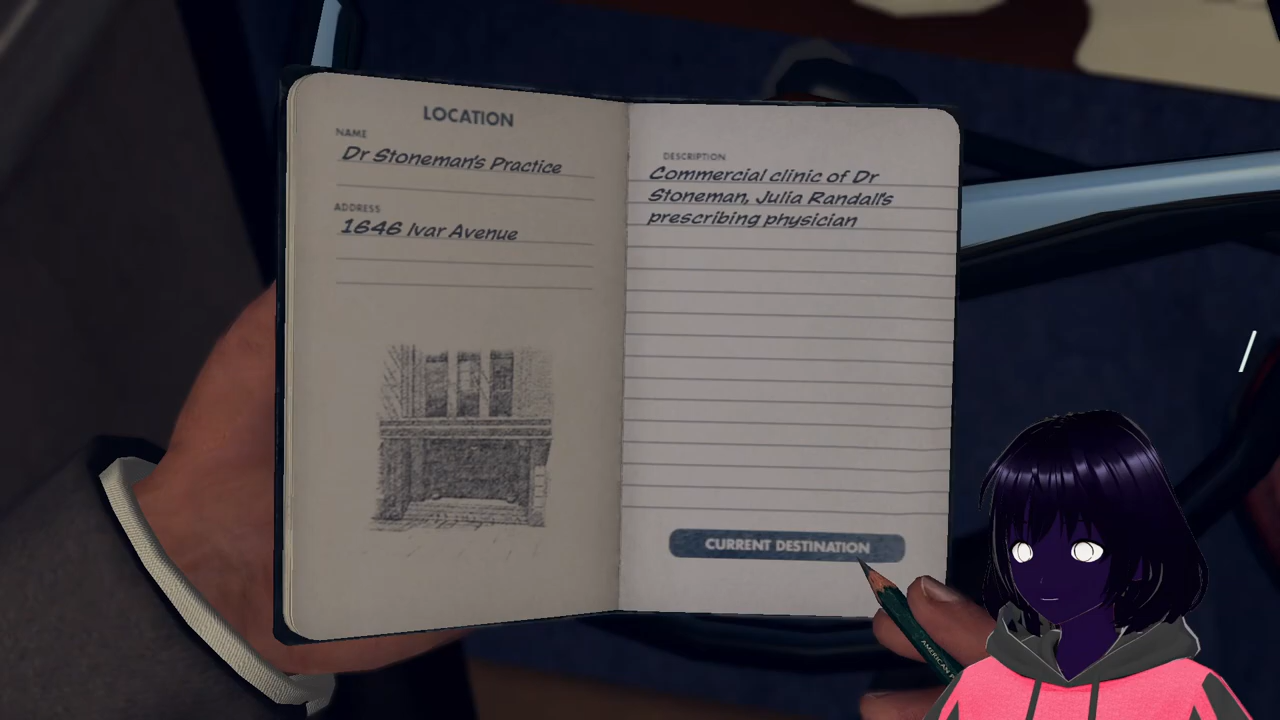 LOCATION
NAME
Dr Stoneman's Practice
ADDRESS
1646 Ivar Avenue
DESCRIPTION
Commercial clinic of Dr
Stoneman, Julia Randall's
prescribing physician
CURRENT DESTINATION
AMERICAN